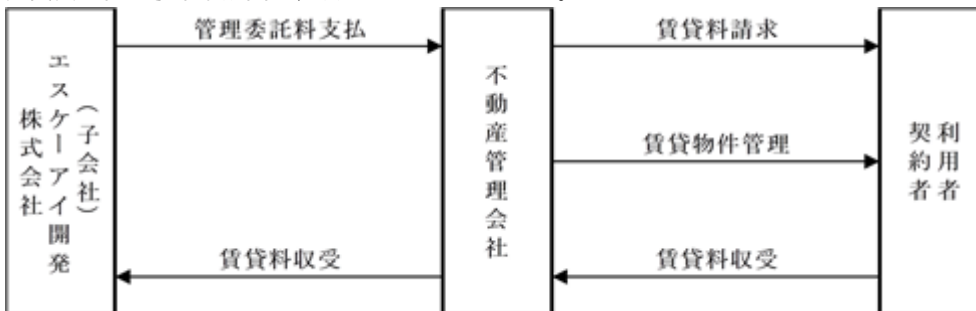 管理委託料支払
賃貸料請求
(子会社)
エスケーアイ開発
株式会社
不動産管理会社
利用者
契約者
賃貸物件管理
賃貸料収受
賃貸料収受